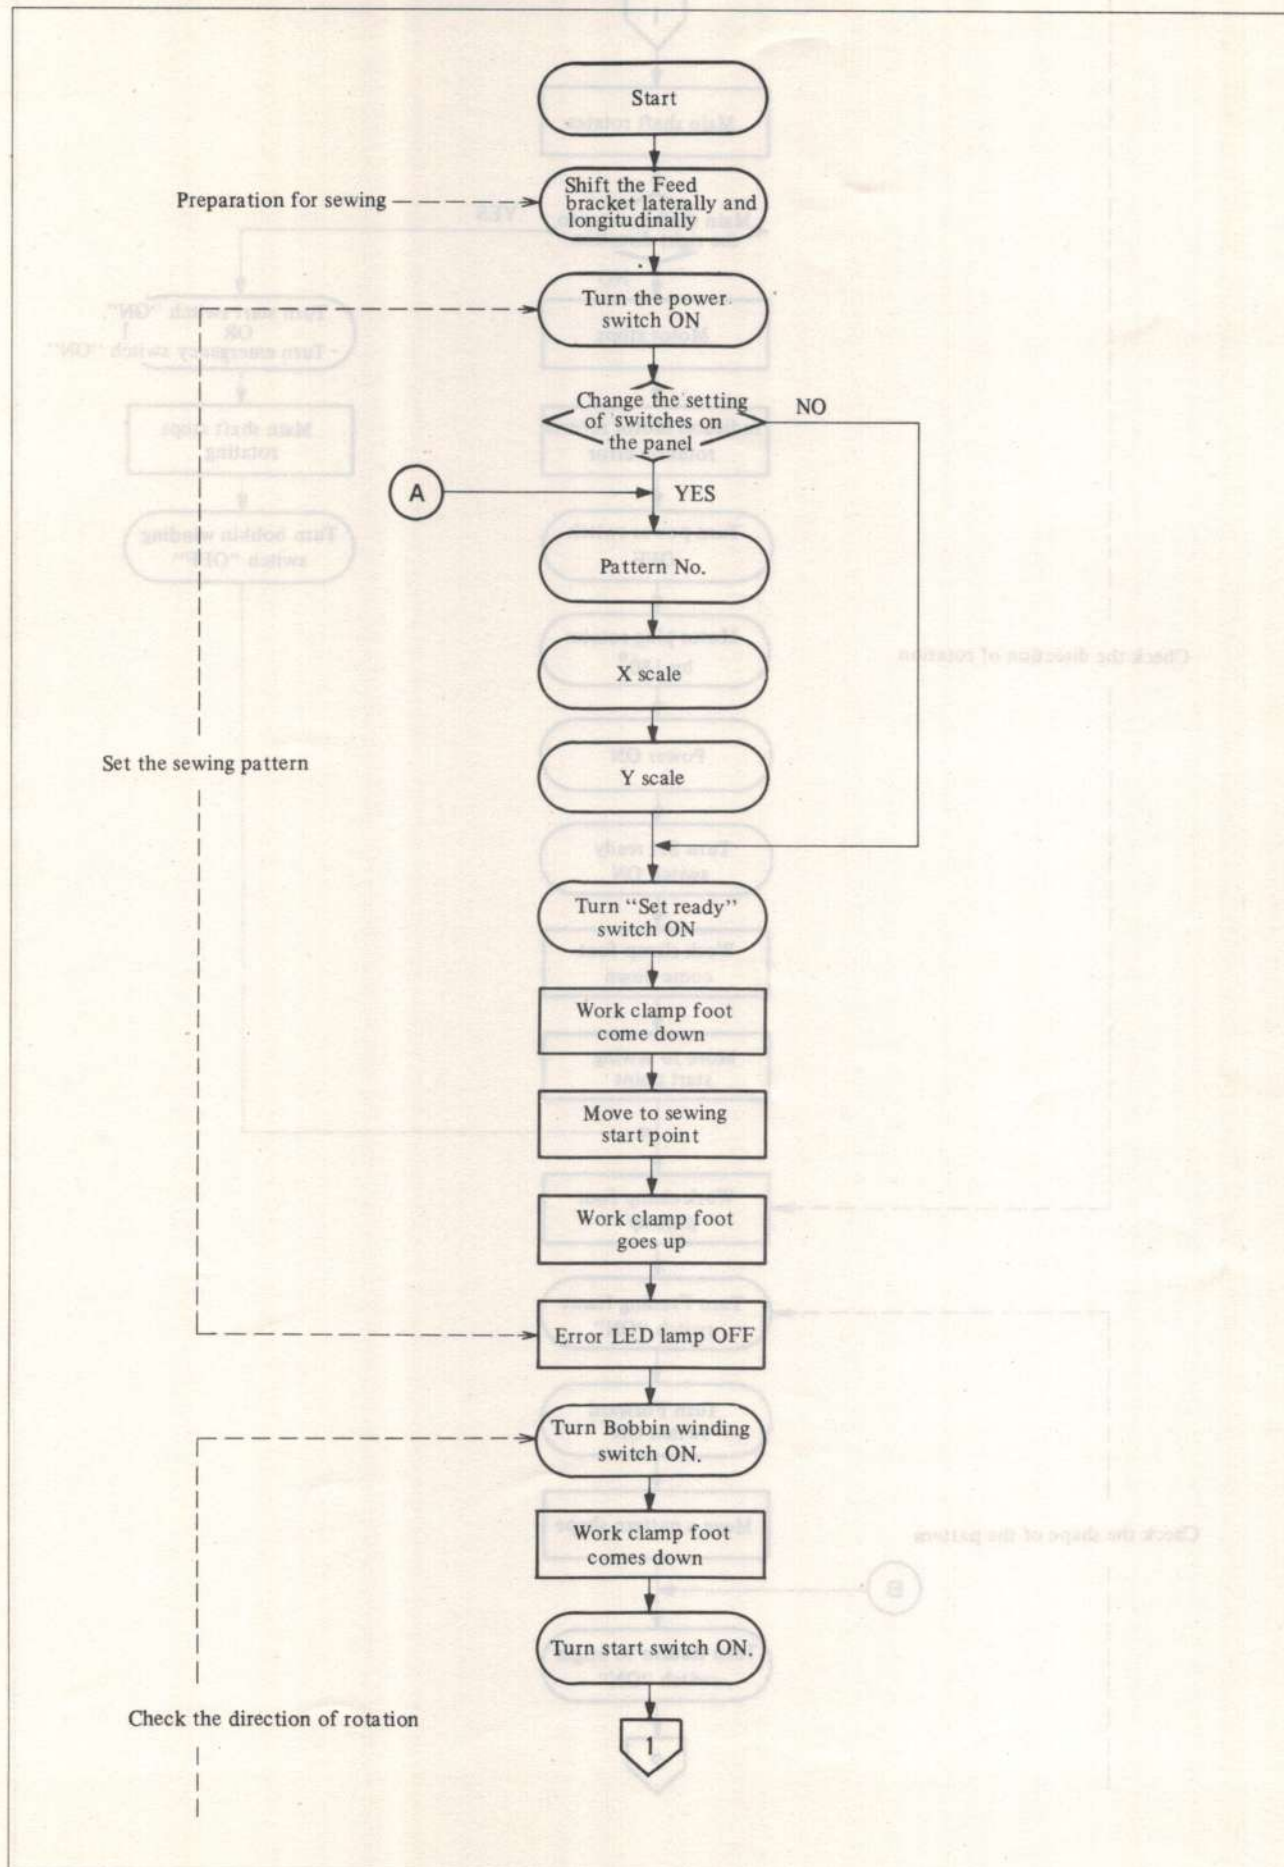 Start
Preparation for sewing
Shift the Feed
bracket laterally and
longitudinally
Turn the power
switch ON
Change the setting
of switches on
the panel
NO
A
YES
Pattern No.
X scale
Set the sewing pattern
Y scale
Turn “Set ready”
switch ON
Work clamp foot
come down
Move to sewing
start point
Work clamp foot
goes up
Error LED lamp OFF
Turn Bobbin winding
switch ON.
Work clamp foot
comes down
Turn start switch ON.
Check the direction of rotation
1